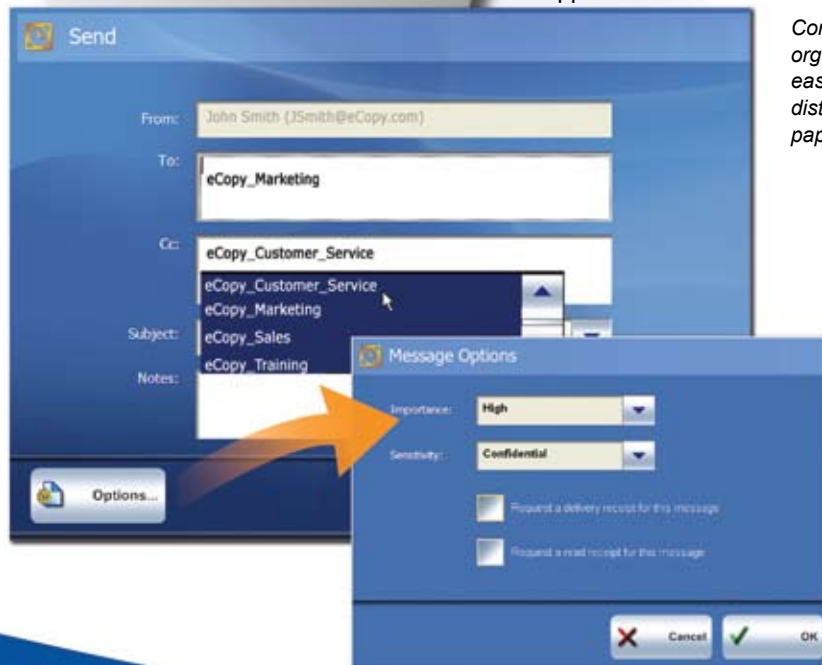 Send
From: John Smith (JSmith@eCopy.com)
To: eCopy_Marketing
Cc: eCopy_Customer_Service
eCopy_Customer_Service
eCopy_Marketing
eCopy_Sales
eCopy_Training
Subject:
Notes:
Options...
Message Options
Importance: High
Sensitivity: Confidential
Request a delivery receipt for this message
Request a read receipt for this message
Cancel
OK